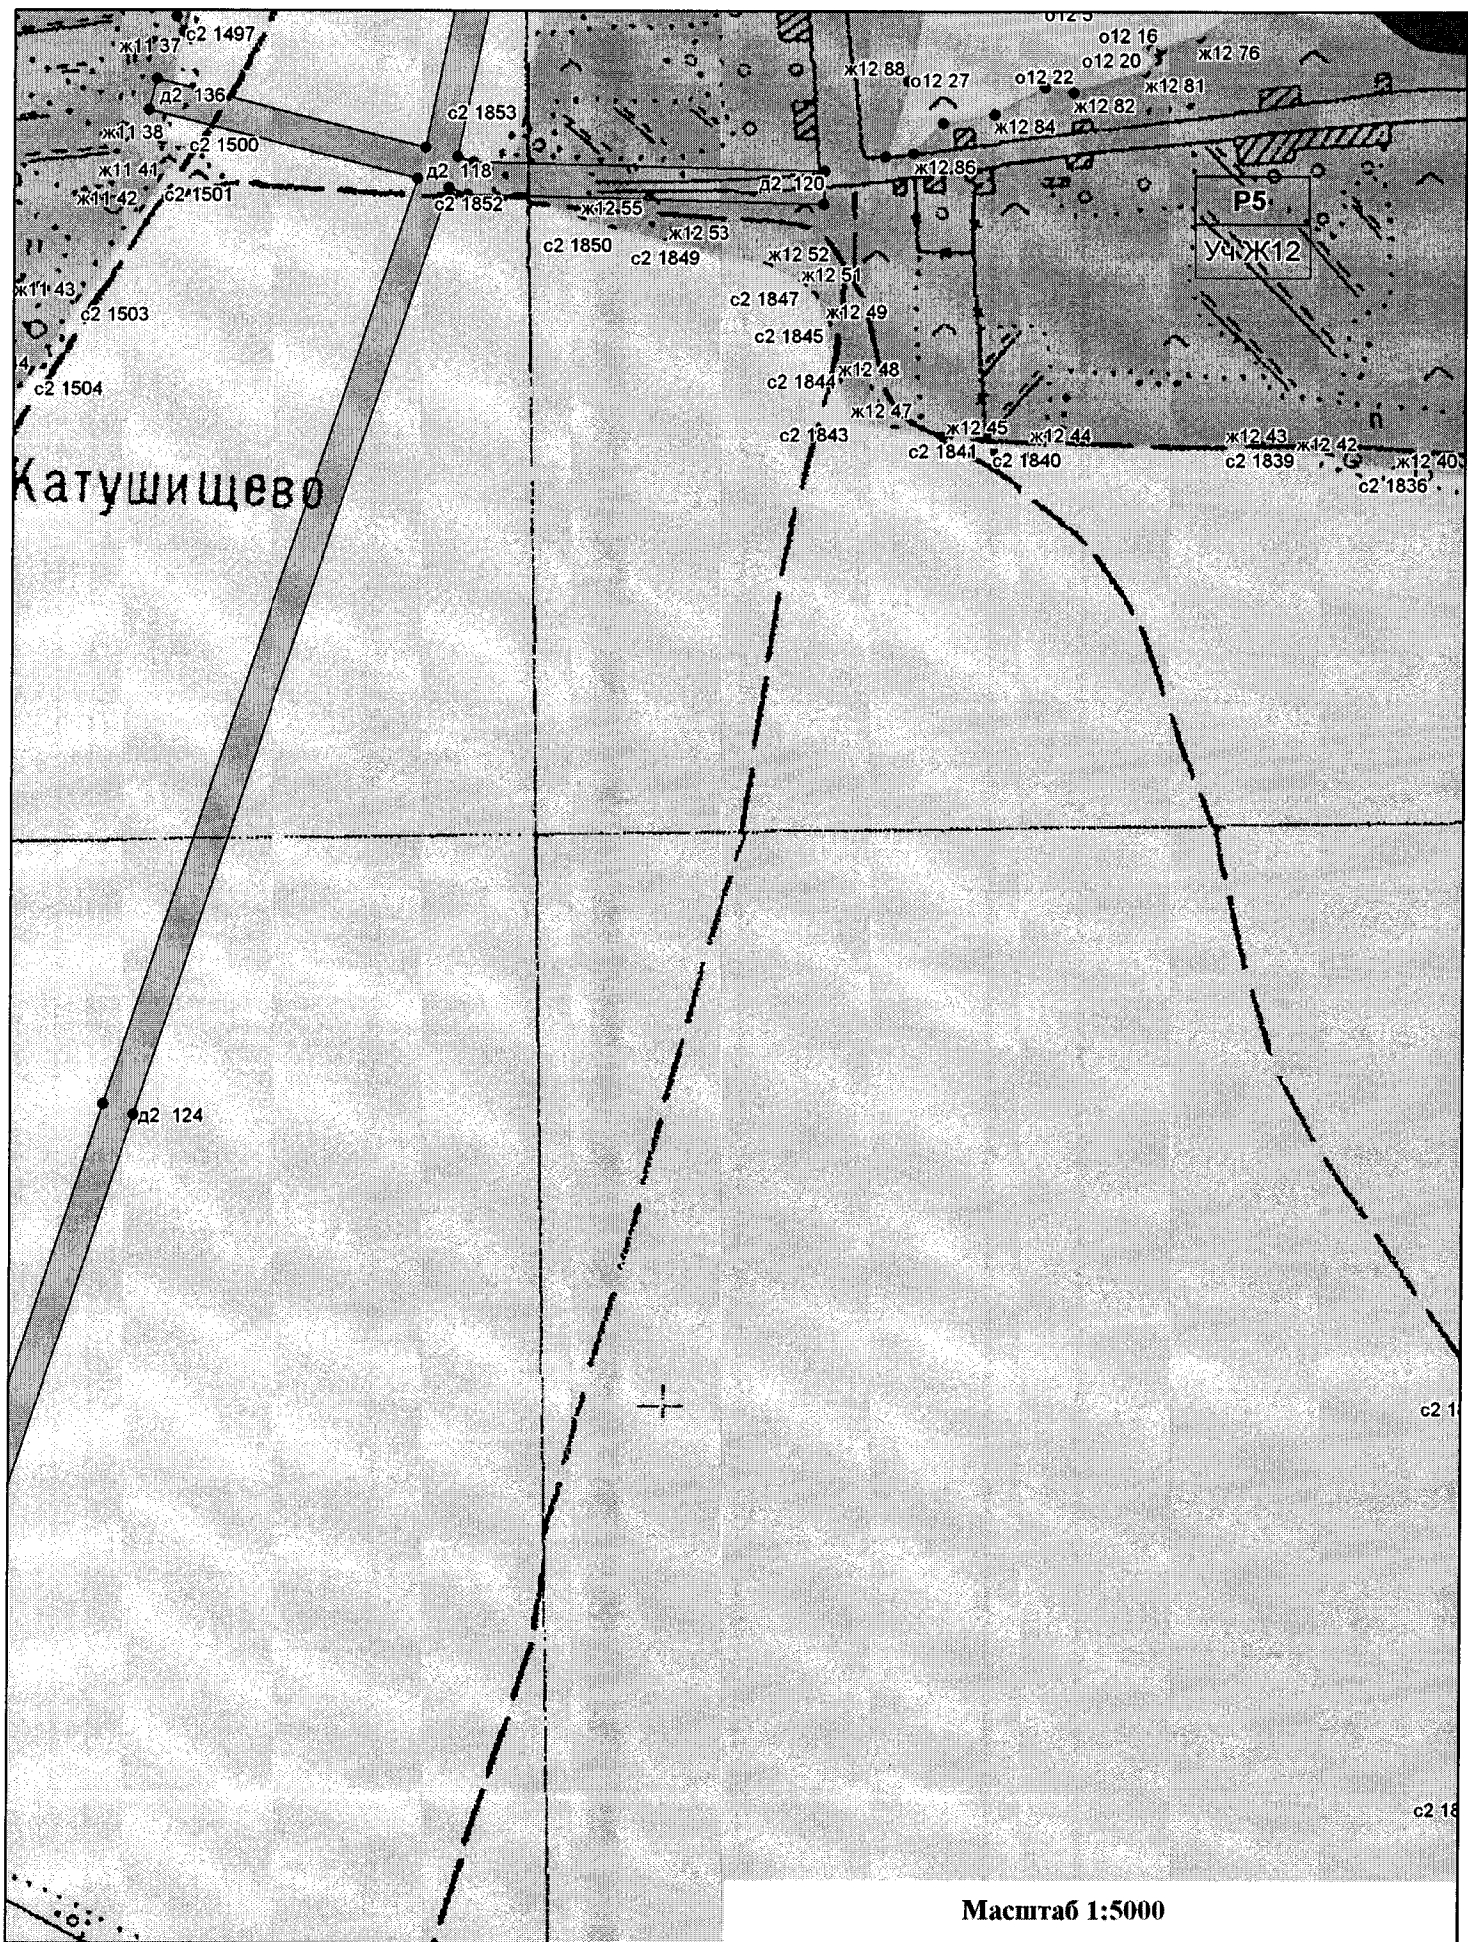 с2 1497
ж11 37
о12 16
ж12 76
о12 20
ж12 88
о12 27
о12 22
ж12 81
д2 136
ж12 82
с2 1853
ж12 84
ж11 38
с2 1500
ж11 41
д2 118
ж12 86
с2 1501
д2 120
ж11 42
с2 1852
ж12 55
Р5
ж12 53
с2 1850
с2 1849
ж12 52
Уч Ж12
ж12 51
ж11 43
с2 1847
с2 1503
ж12 49
с2 1845
ж12 48
с2 1844
с2 1504
ж12 47
ж12 45
ж12 44
ж12 43
ж12 42
с2 1843
с2 1841
с2 1840
с2 1839
ж12 40
с2 1836
Катушищево
д2 124
с2 18
с2 18
Масштаб 1:5000